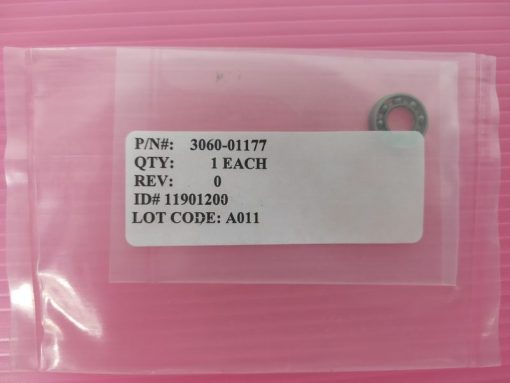 P/N#: 3060-01177
QTY: 1 EACH
REV: 0
ID# 11901200
LOT CODE: A011